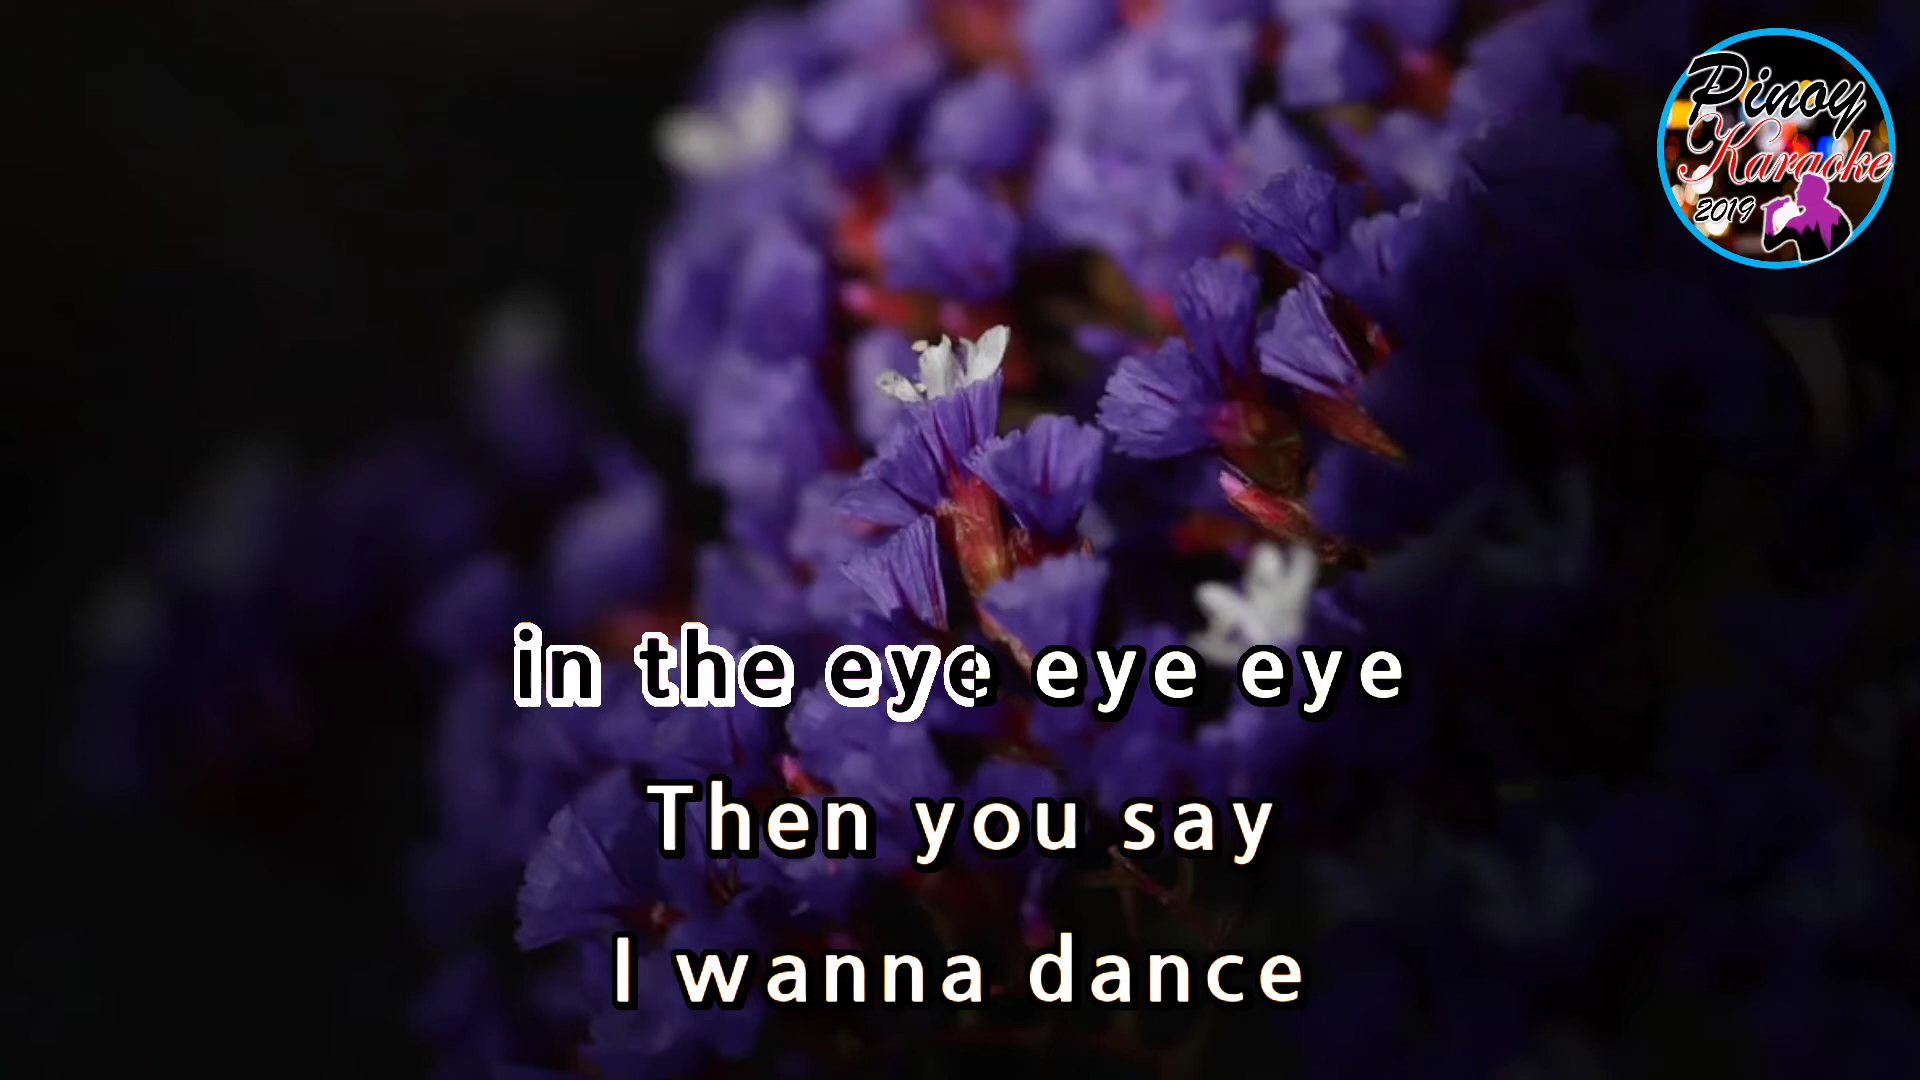 Pinoy
Karaoke
2019
in the eye eye eye
Then you say
I wanna dance